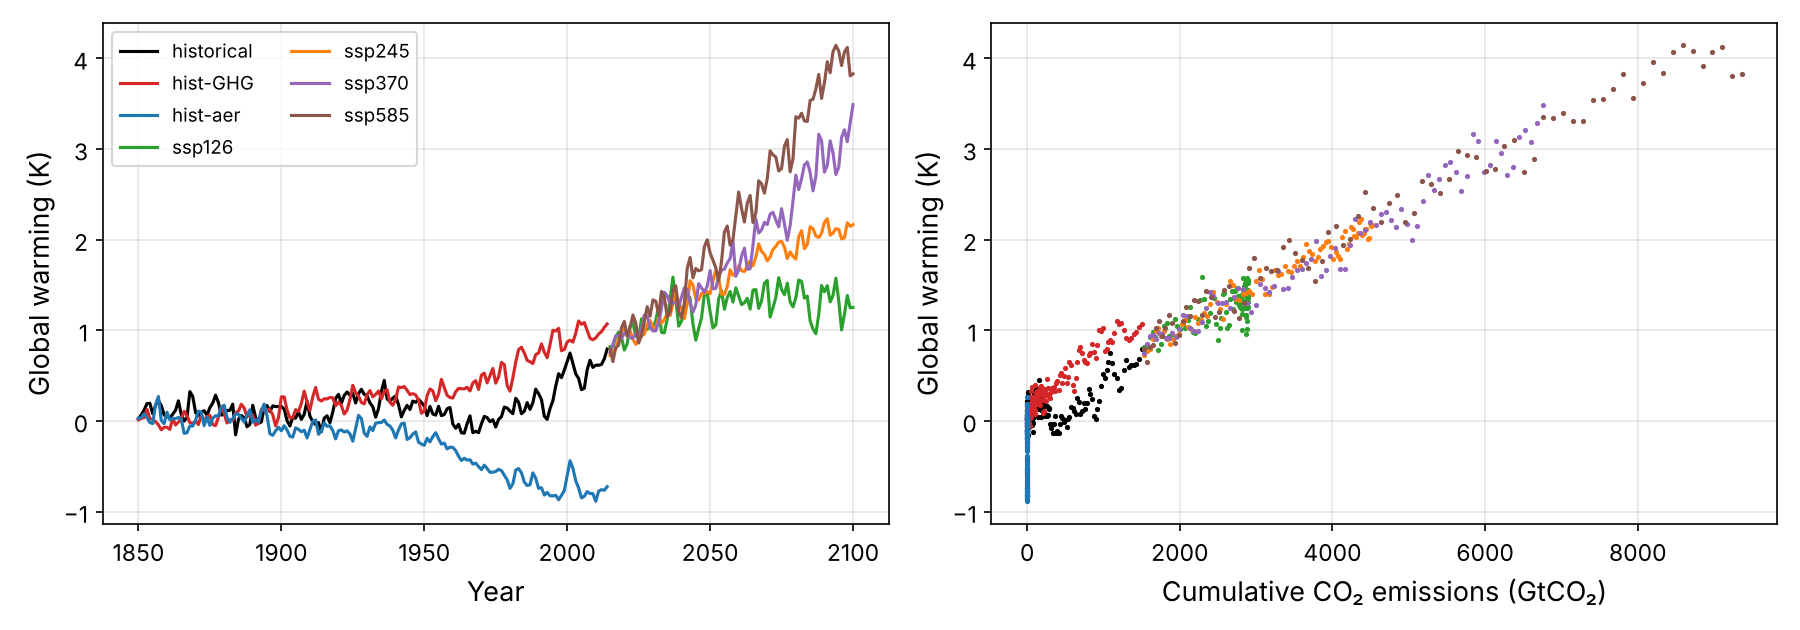 historical
hist-GHG
hist-aer
ssp126
ssp245
ssp370
ssp585
4
3
2
1
0
−1
Global warming (K)
1850
1900
1950
2000
2050
2100
Year
4
3
2
1
0
−1
Global warming (K)
0
2000
4000
6000
8000
Cumulative CO₂ emissions (GtCO₂)